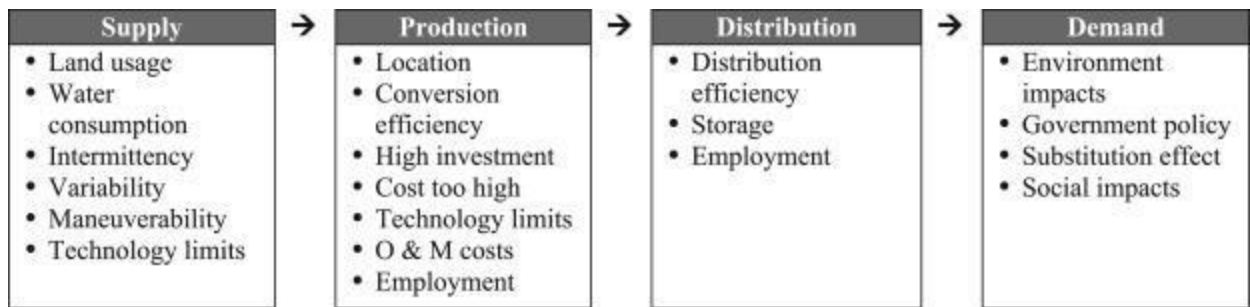 Supply
• Land usage
• Water
consumption
• Intermittency
• Variability
• Maneuverability
• Technology limits
→
Production
• Location
• Conversion
efficiency
• High investment
• Cost too high
• Technology limits
• O & M costs
• Employment
→
Distribution
• Distribution
efficiency
• Storage
• Employment
→
Demand
• Environment
impacts
• Government policy
• Substitution effect
• Social impacts